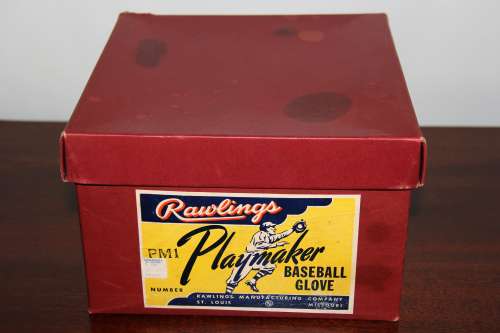 Rawlings
Playmaker
PM1
BASEBALL
GLOVE
NUMBER
RAWLINGS MANUFACTURING COMPANY
ST. LOUIS MISSOURI